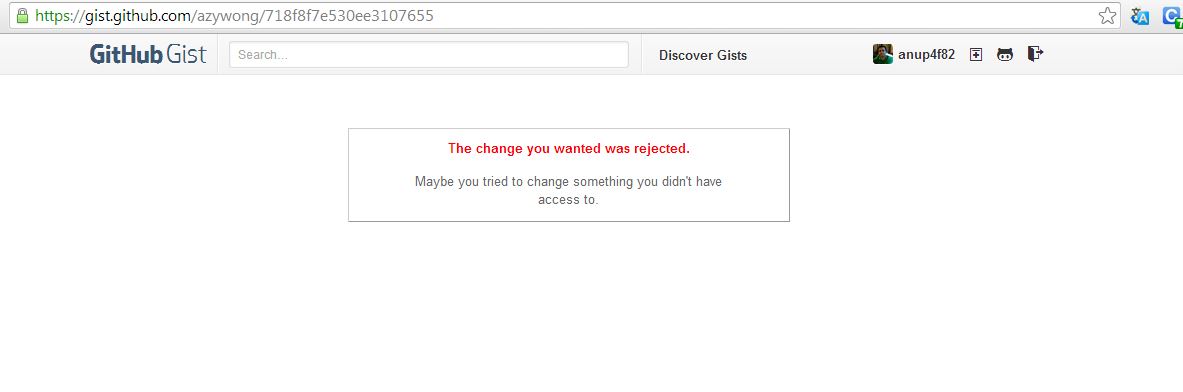 https://gist.github.com/azywong/718f8f7e530ee3107655
GitHub Gist
Search...
Discover Gists
anup4f82
The change you wanted was rejected.
Maybe you tried to change something you didn't have
access to.